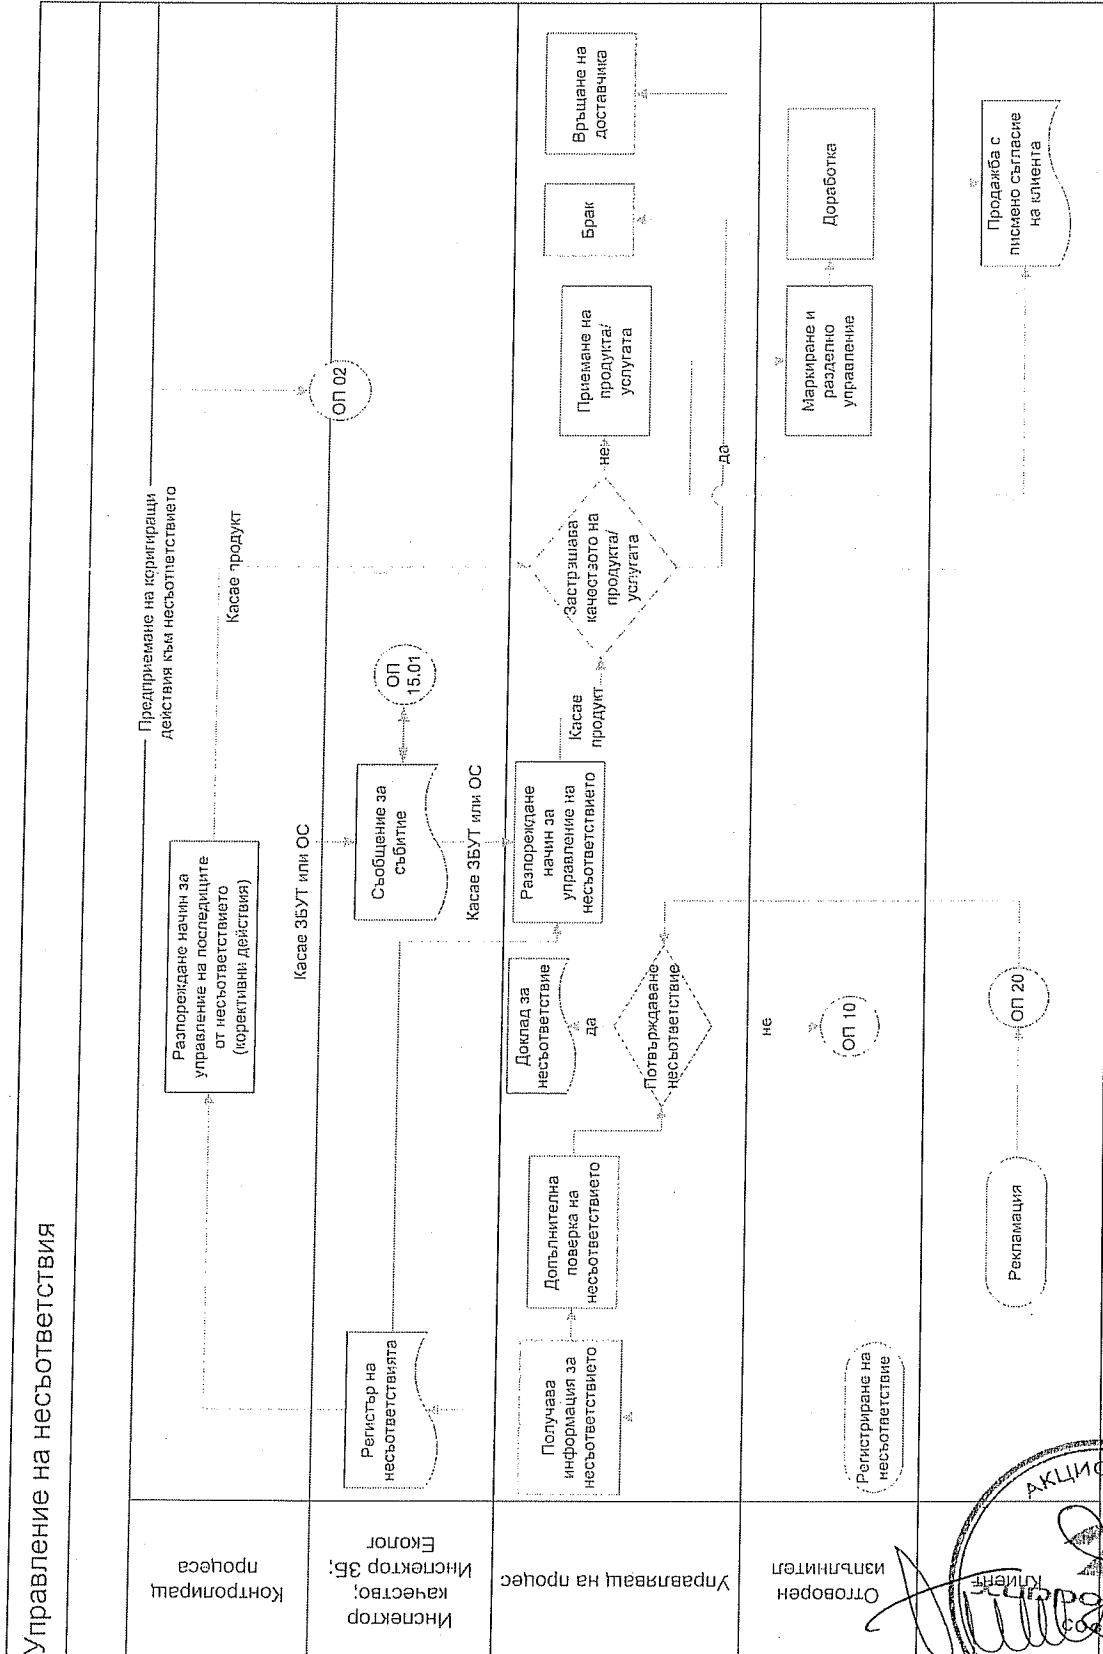 Управление на несъответствия
Контролиращ
процеса
Разпореждане начин за
управление на последиците
от несъответствието
(корективни действия)
Предприемане на коригиращи
действия към несъответствието
Касае продукт
Касае ЗБУТ или ОС
Инспектор
качество;
Инспектор ЗБ;
Еколог
Регистър на
несъответствията
Съобщение за
събитие
ОП
15.01
ОП 02
Касае ЗБУТ или ОС
Управляващ на процес
Получава
информация за
несъответствието
Допълнителна
поверка на
несъответствието
Доклад за
несъответствие
да
Потвърждаване
несъответствие
Разпореждане
начин за
управление на
несъответствието
Касае
продукт
Застрашава
качеството на
продукта/
услугата
не
да
Приемане на
продукта/
услугата
Брак
Връщане на
доставчика
Отговорен
изпълнител
Регистриране на
несъответствие
не
ОП 10
Маркиране и
разделно
управление
Доработка
Клиент
Рекламация
ОП 20
Продажба с
писмено съгласие
на клиента